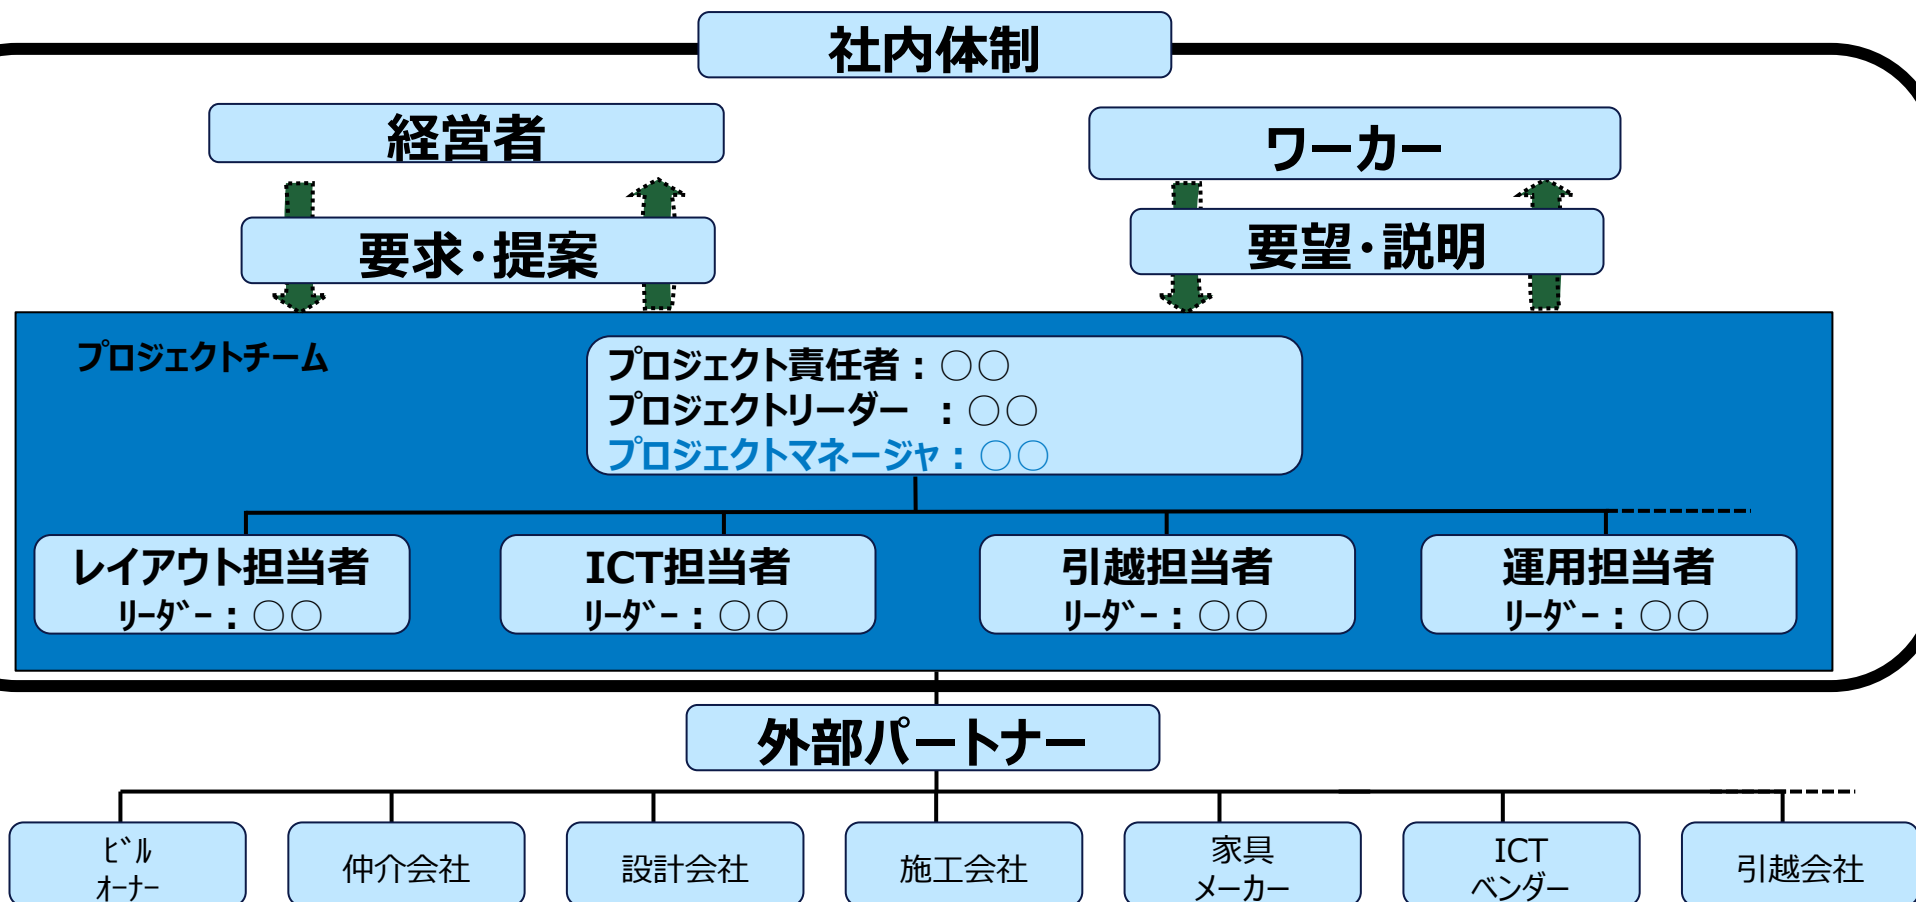 社内体制
経営者
ワーカー
要求・提案
要望・説明
プロジェクトチーム
プロジェクト責任者：〇〇
プロジェクトリーダー　：〇〇
プロジェクトマネージャ：〇〇
レイアウト担当者
ﾘｰﾀﾞｰ：〇〇
ICT担当者
ﾘｰﾀﾞｰ：〇〇
引越担当者
ﾘｰﾀﾞｰ：〇〇
運用担当者
ﾘｰﾀﾞｰ：〇〇
外部パートナー
ﾋﾞﾙ
ｵｰﾅｰ
仲介会社
設計会社
施工会社
家具
メーカー
ICT
ベンダー
引越会社